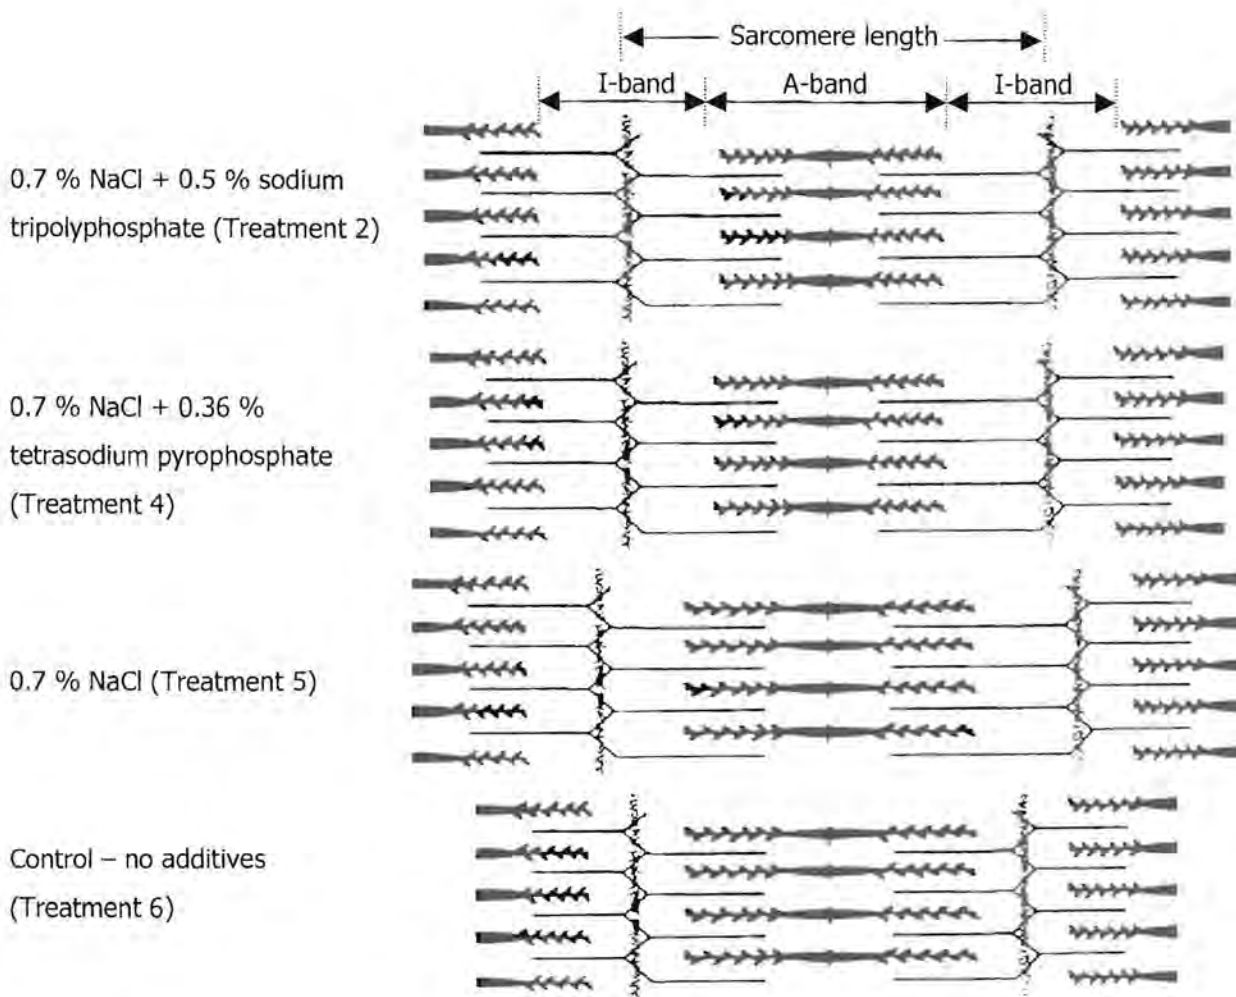 Sarcomere length
I-band A-band I-band
0.7 % NaCl + 0.5 % sodium
tripolyphosphate (Treatment 2)
0.7 % NaCl + 0.36 %
tetrasodium pyrophosphate
(Treatment 4)
0.7 % NaCl (Treatment 5)
Control – no additives
(Treatment 6)